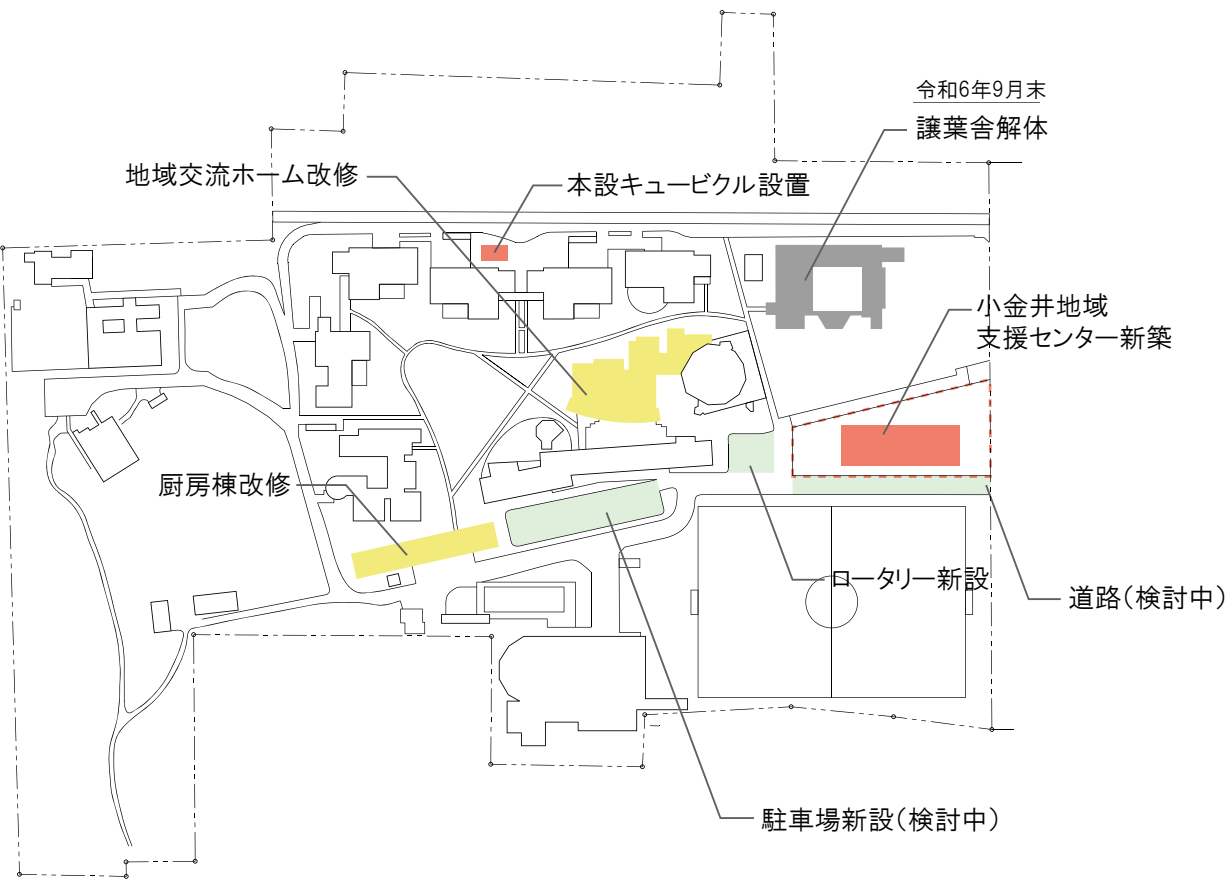 令和6年9月末
譲葉舎解体
地域交流ホーム改修
本設キュービクル設置
小金井地域
支援センター新築
厨房棟改修
ロータリー新設
道路（検討中）
駐車場新設（検討中）